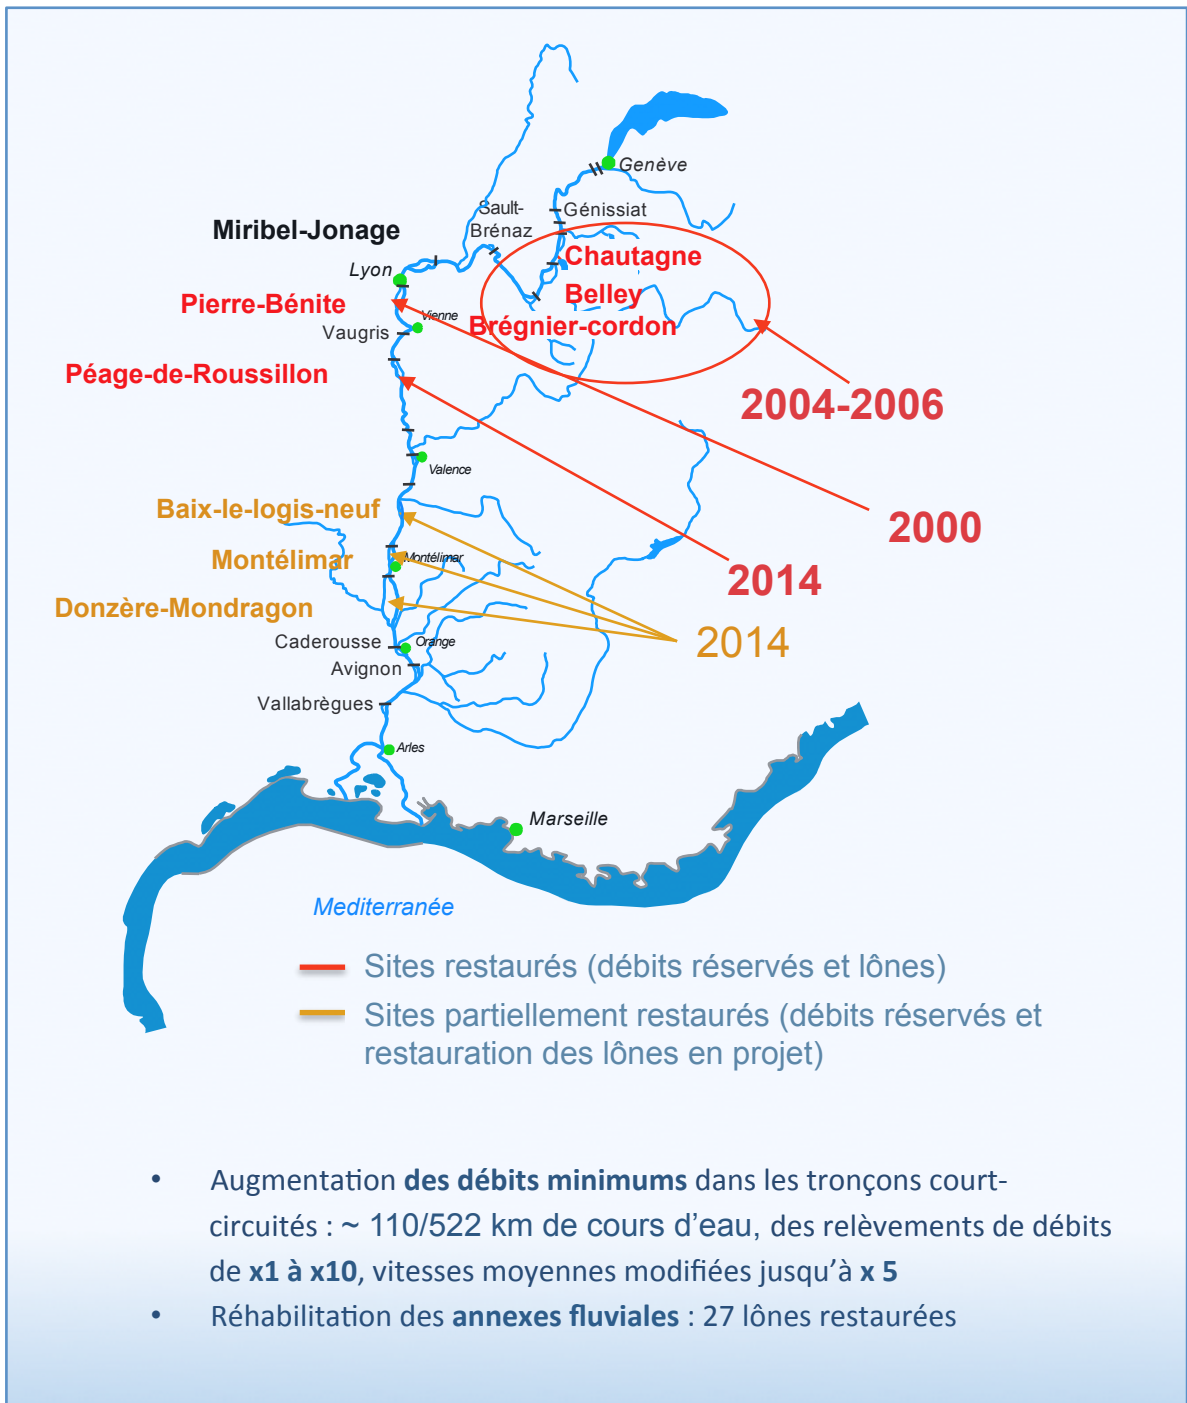 Genève
Sault-
Brénaz
Génissiat
Miribel-Jonage
Chautagne
Lyon
Belley
Pierre-Bénite
Vienne
Brégnier-cordon
Vaugris
Péage-de-Roussillon
2004-2006
Valence
Baix-le-logis-neuf
2000
Montélimar
Montélimar
2014
Donzère-Mondragon
Caderousse
Orange
2014
Avignon
Vallabrègues
Arles
Marseille
Mediterranée
Sites restaurés (débits réservés et lônes)
Sites partiellement restaurés (débits réservés et
restauration des lônes en projet)
• Augmentation des débits minimums dans les tronçons court-
circuités : ~ 110/522 km de cours d’eau, des relèvements de débits
de x1 à x10, vitesses moyennes modifiées jusqu’à x 5
• Réhabilitation des annexes fluviales : 27 lônes restaurées